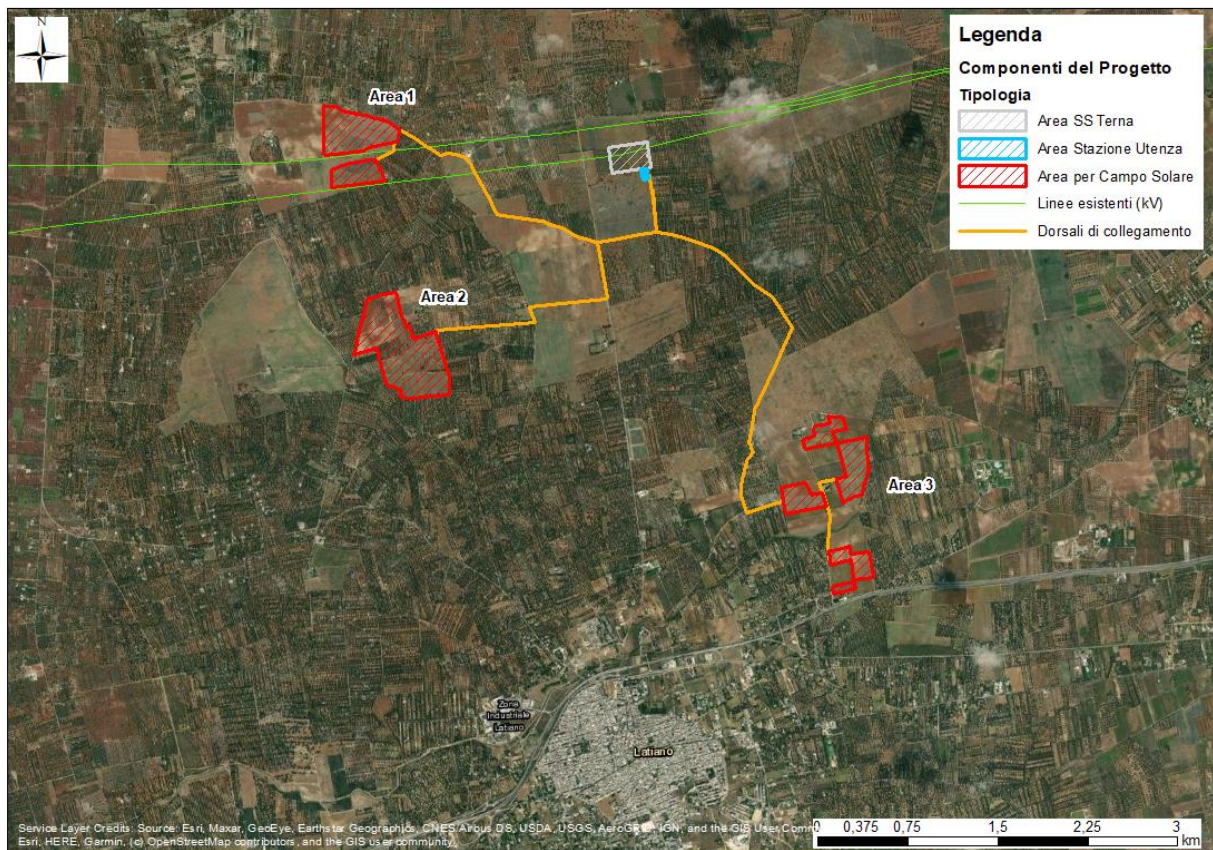 N
Legenda
Componenti del Progetto
Tipologia
Area SS Terna
Area Stazione Utenza
Area per Campo Solare
Linee esistenti (kV)
Dorsali di collegamento
Area 1
Area 2
Area 3
Zona
Industriale
Latiano
Latiano
Service Layer Credits: Source: Esri, Maxar, GeoEye, Earthstar Geographics, CNES/Airbus DS, USDA, USGS, AeroGRID, IGN, and the GIS User Comm
Esri, HERE, Garmin, (c) OpenStreetMap contributors, and the GIS user community
0 0,375 0,75 1,5 2,25 3
km